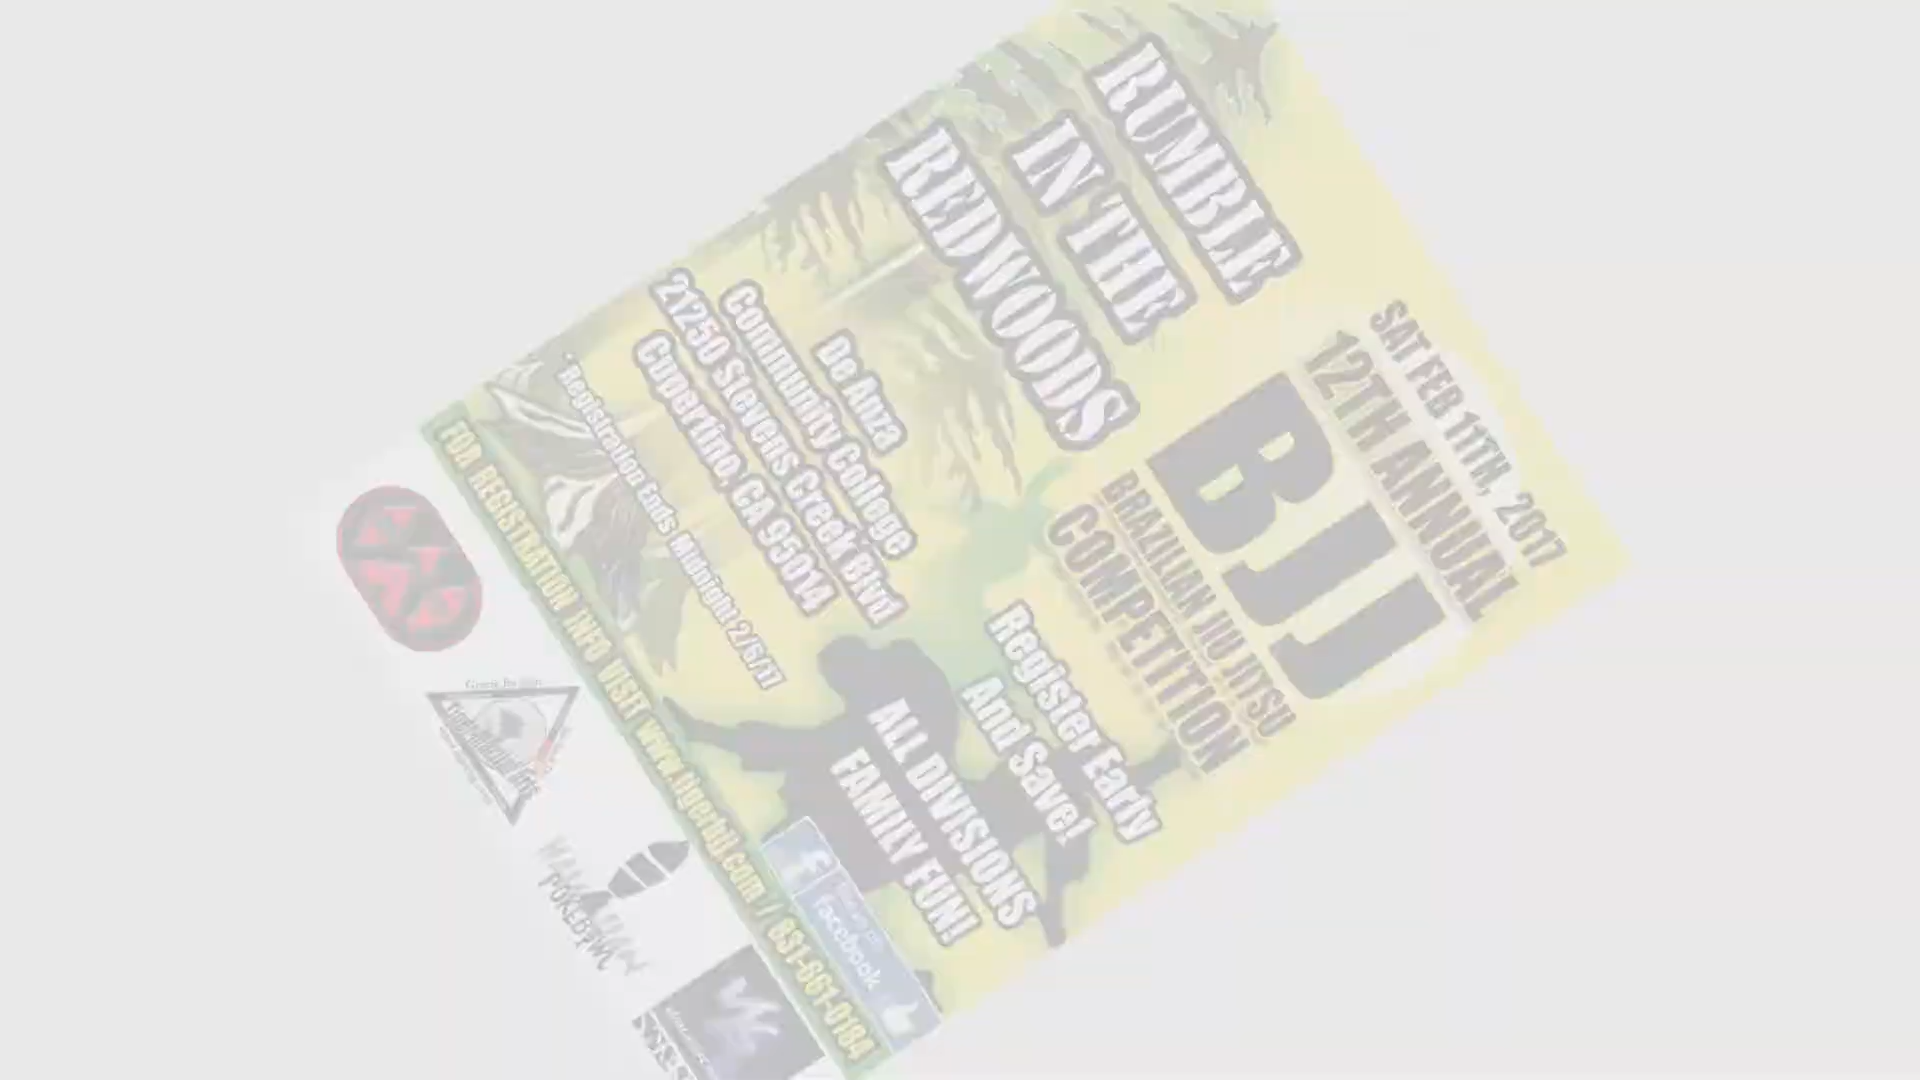 RUMBLE
IN THE
REDWOODS
SAT FEB 11TH, 2017
12TH ANNUAL
BJJ
BRAZILIAN JIU JITSU
COMPETITION
De Anza
Community College
21250 Stevens Creek Blvd
Cupertino, CA 95014
*Registration Ends Midnight 2/6/17
Register Early
And Save!
ALL DIVISIONS
FAMILY FUN!
facebook
FOR REGISTRATION INFO VISIT www.tigerbjj.com / 831-661-0184